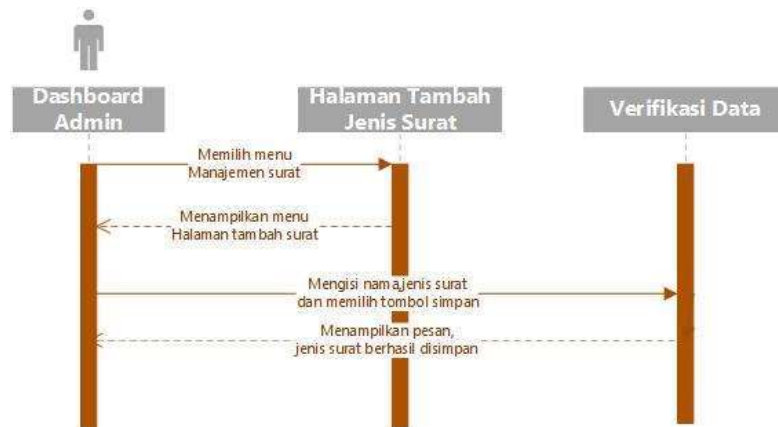 Dashboard
Admin
Halaman Tambah
Jenis Surat
Verifikasi Data
Memilih menu
Manajemen surat
Menampilkan menu
Halaman tambah surat
Mengisi nama,jenis surat
dan memilih tombol simpan
Menampilkan pesan,
jenis surat berhasil disimpan